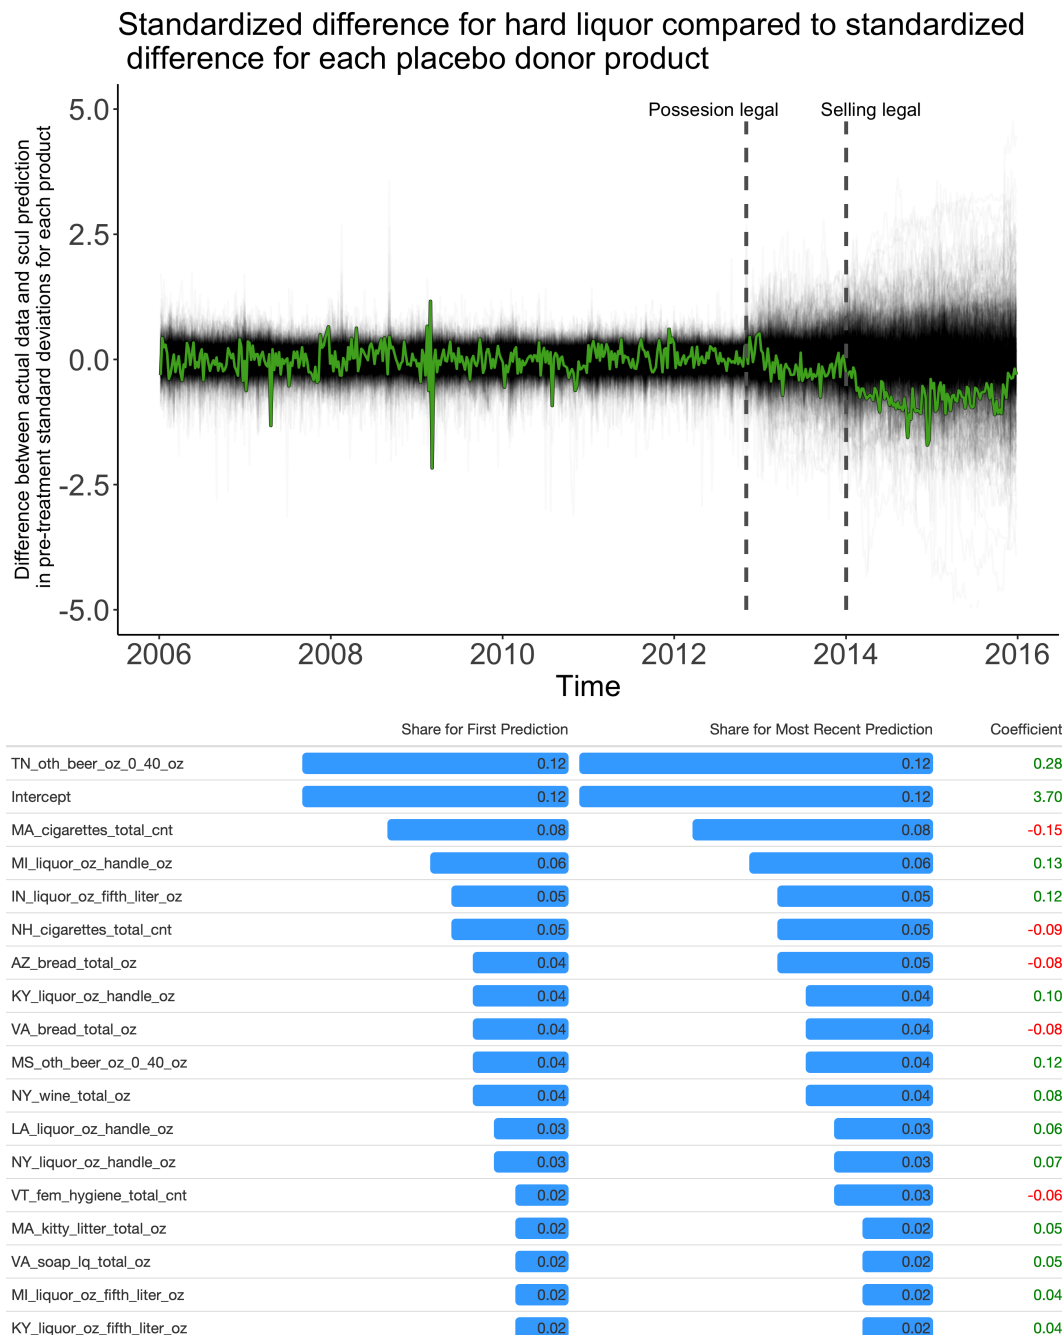 Standardized difference for hard liquor compared to standardized
difference for each placebo donor product
Difference between actual data and scul prediction
in pre-treatment standard deviations for each product
5.0
2.5
0.0
-2.5
-5.0
Possesion legal
Selling legal
2006 2008 2010 2012 2014 2016
Time
Share for First Prediction Share for Most Recent Prediction Coefficient
TN_oth_beer_oz_0_40_oz 0.12 0.12 0.28
Intercept 0.12 0.12 3.70
MA_cigarettes_total_cnt 0.08 0.08 -0.15
MI_liquor_oz_handle_oz 0.06 0.06 0.13
IN_liquor_oz_fifth_liter_oz 0.05 0.05 0.12
NH_cigarettes_total_cnt 0.05 0.05 -0.09
AZ_bread_total_oz 0.04 0.05 -0.08
KY_liquor_oz_handle_oz 0.04 0.04 0.10
VA_bread_total_oz 0.04 0.04 -0.08
MS_oth_beer_oz_0_40_oz 0.04 0.04 0.12
NY_wine_total_oz 0.04 0.04 0.08
LA_liquor_oz_handle_oz 0.03 0.03 0.06
NY_liquor_oz_handle_oz 0.03 0.03 0.07
VT_fem_hygiene_total_cnt 0.02 0.03 -0.06
MA_kitty_litter_total_oz 0.02 0.02 0.05
VA_soap_lq_total_oz 0.02 0.02 0.05
MI_liquor_oz_fifth_liter_oz 0.02 0.02 0.04
KY_liquor_oz_fifth_liter_oz 0.02 0.02 0.04